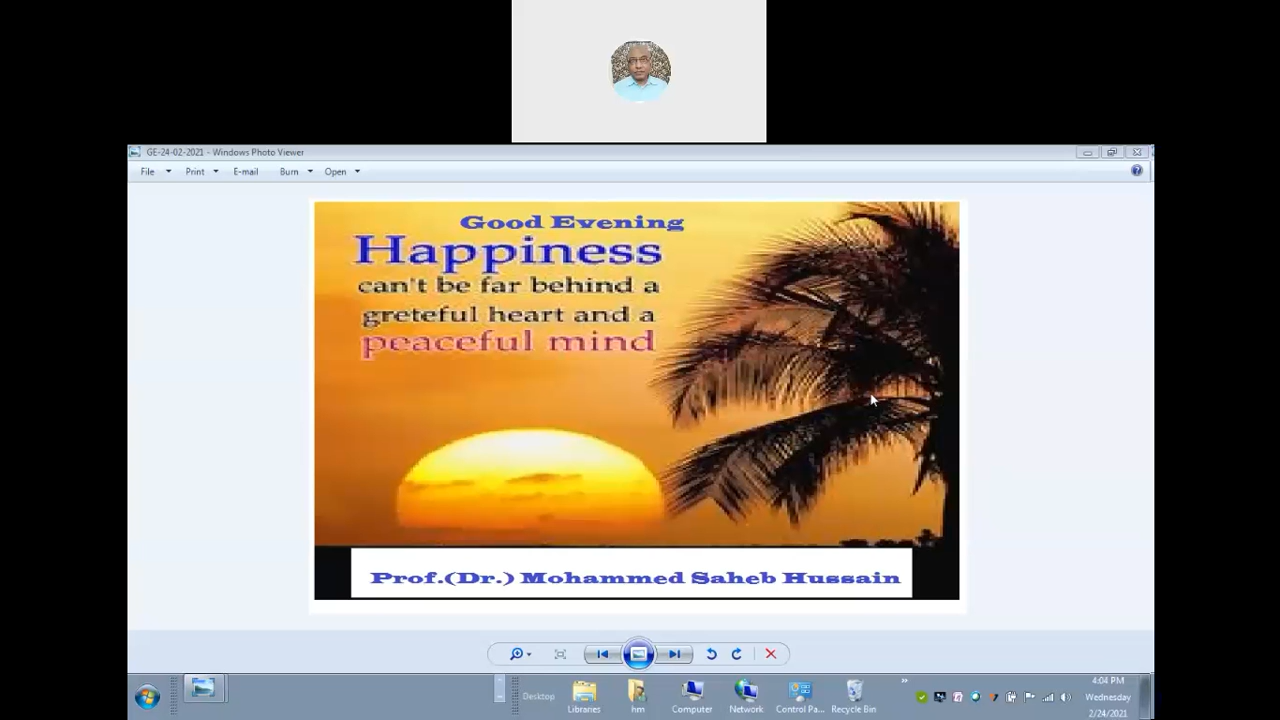 GE-24-02-2021 - Windows Photo Viewer
File Print E-mail Burn Open
Good Evening
Happiness
can't be far behind a
greteful heart and a
peaceful mind
Prof.(Dr.) Mohammed Saheb Hussain
Desktop
Libraries
hm
Computer
Network
Control Pa...
Recycle Bin
4:04 PM
Wednesday
2/24/2021